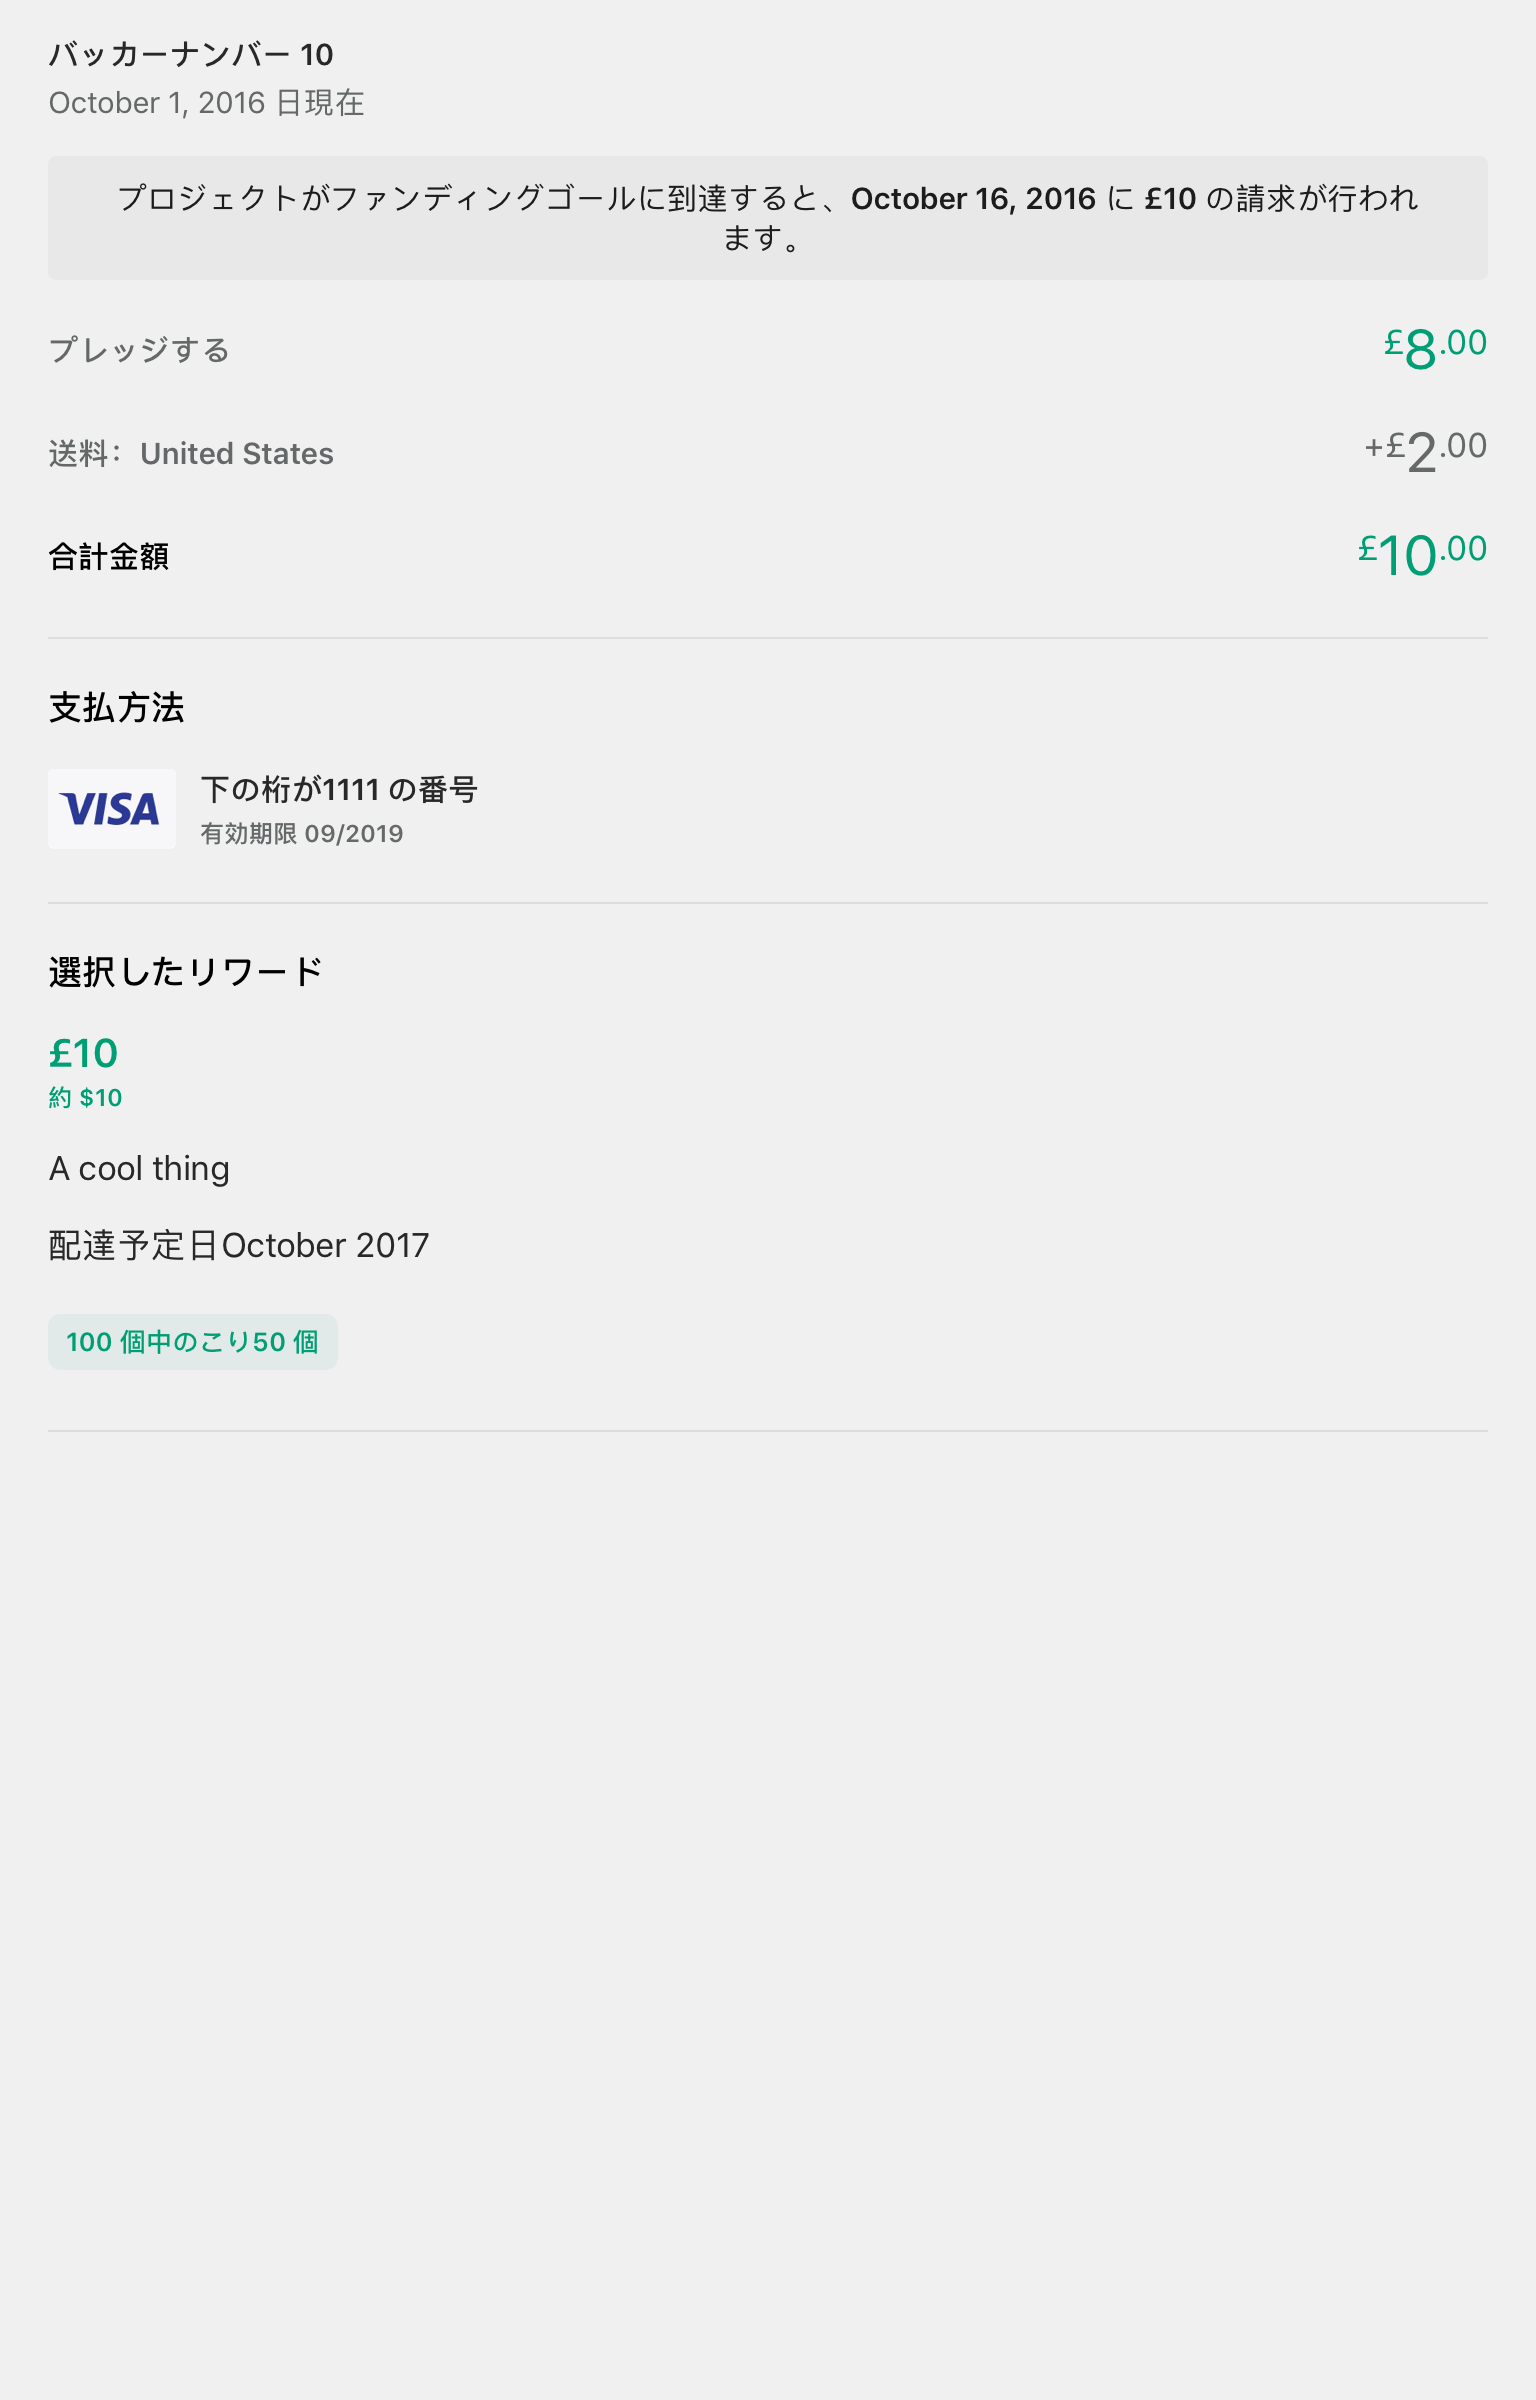 バッカーナンバー 10
October 1, 2016 日現在
プロジェクトがファンディングゴールに到達すると、October 16, 2016 に £10 の請求が行われ
ます。
プレッジする £8.00
送料： United States +£2.00
合計金額 £10.00
支払方法
VISA 下の桁が1111 の番号
有効期限 09/2019
選択したリワード
£10
約 $10
A cool thing
配達予定日October 2017
100 個中のこり50 個